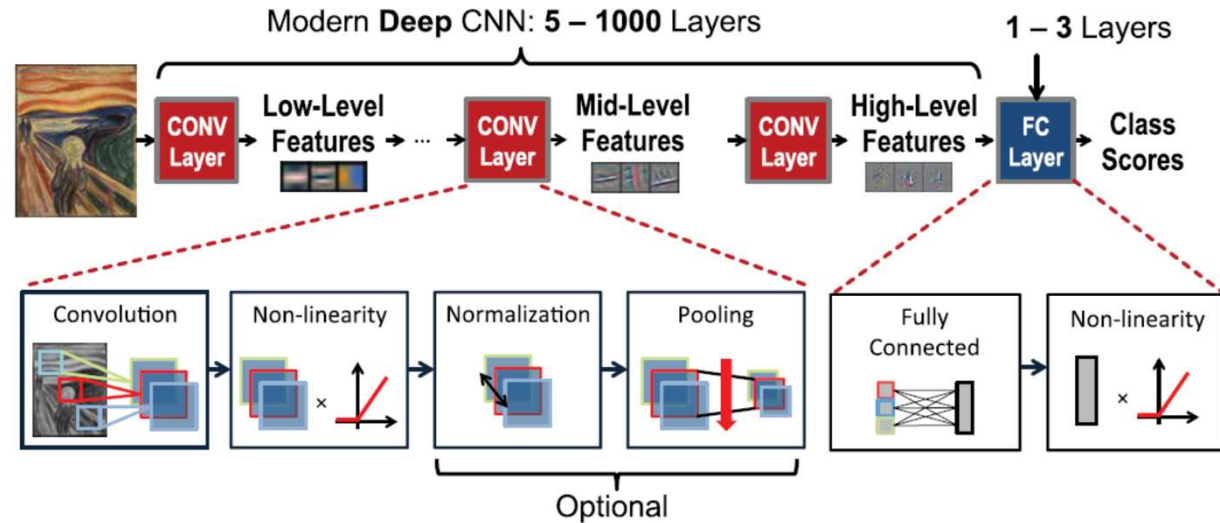 Modern Deep CNN: 5 – 1000 Layers
1 – 3 Layers
CONV
Layer
Low-Level
Features
...
CONV
Layer
Mid-Level
Features
CONV
Layer
High-Level
Features
FC
Layer
Class
Scores
Convolution
Non-linearity
×
Normalization
Pooling
Fully
Connected
Non-linearity
×
Optional